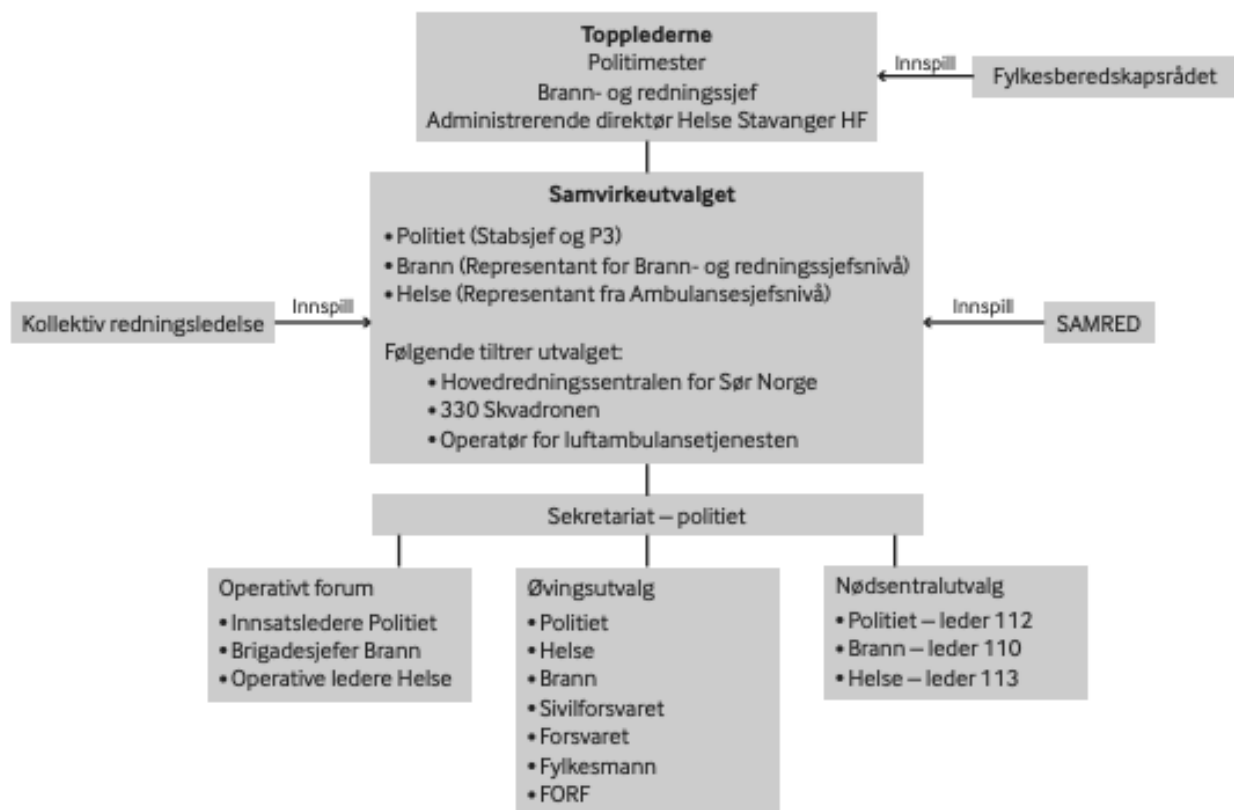 Topplederne
Politimester
Brann- og redningssjef
Administrerende direktør Helse Stavanger HF
Innspill
Fylkesberedskapsrådet
Samvirkeutvalget
• Politiet (Stabsjef og P3)
• Brann (Representant for Brann- og redningssjefsnivå)
• Helse (Representant fra Ambulansesjefsnivå)
Kollektiv redningsledelse
Innspill
Innspill
SAMRED
Følgende tiltrer utvalget:
• Hovedredningssentralen for Sør Norge
• 330 Skvadronen
• Operatør for luftambulansetjenesten
Sekretariat – politiet
Operativt forum
• Innsatsledere Politiet
• Brigadesjefer Brann
• Operative ledere Helse
Øvingsutvalg
• Politiet
• Helse
• Brann
• Sivilforsvaret
• Forsvaret
• Fylkesmann
• FORF
Nødsentralutvalg
• Politiet – leder 112
• Brann – leder 110
• Helse – leder 113